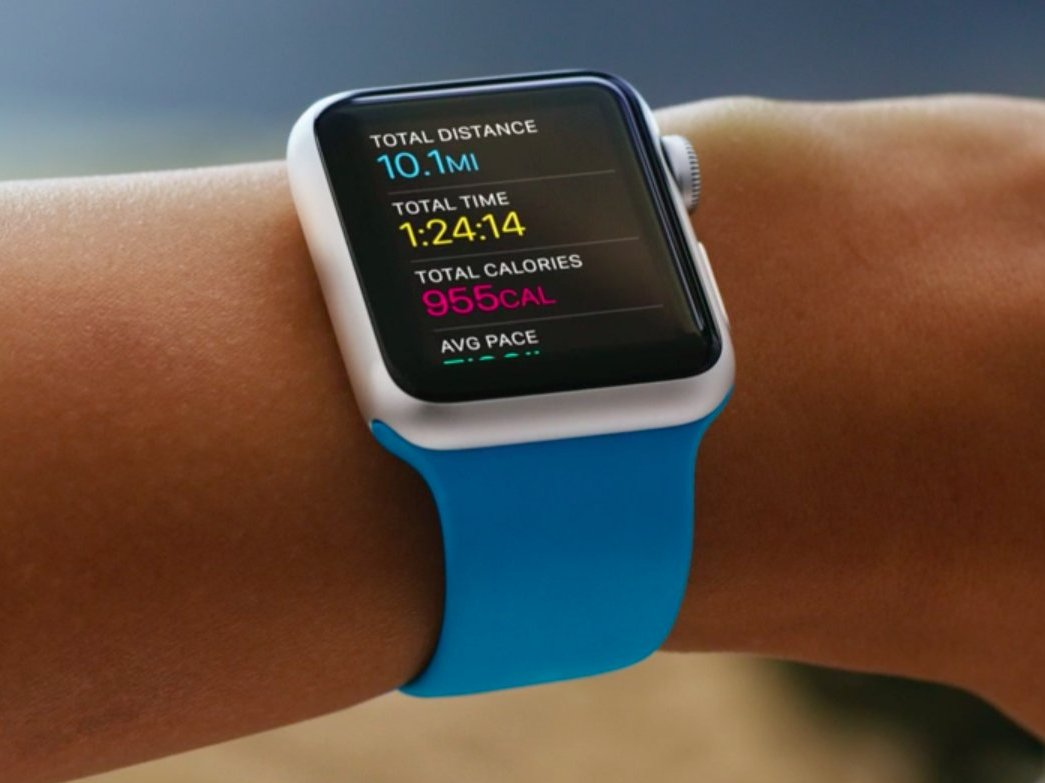 TOTAL DISTANCE
10.1MI
TOTAL TIME
1:24:14
TOTAL CALORIES
955CAL
AVG PACE